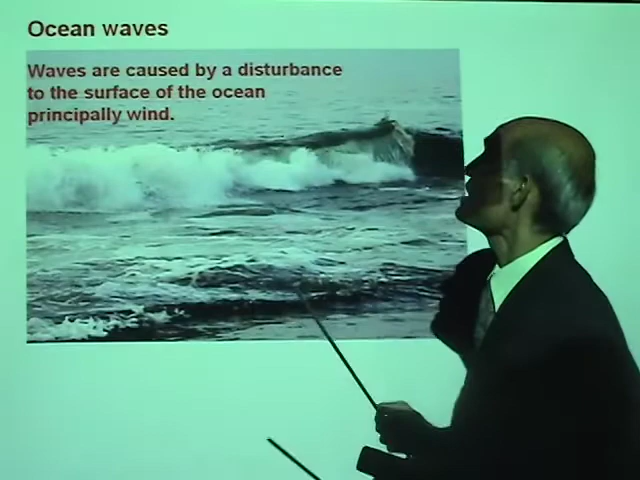 Ocean waves
Waves are caused by a disturbance
to the surface of the ocean
principally wind.